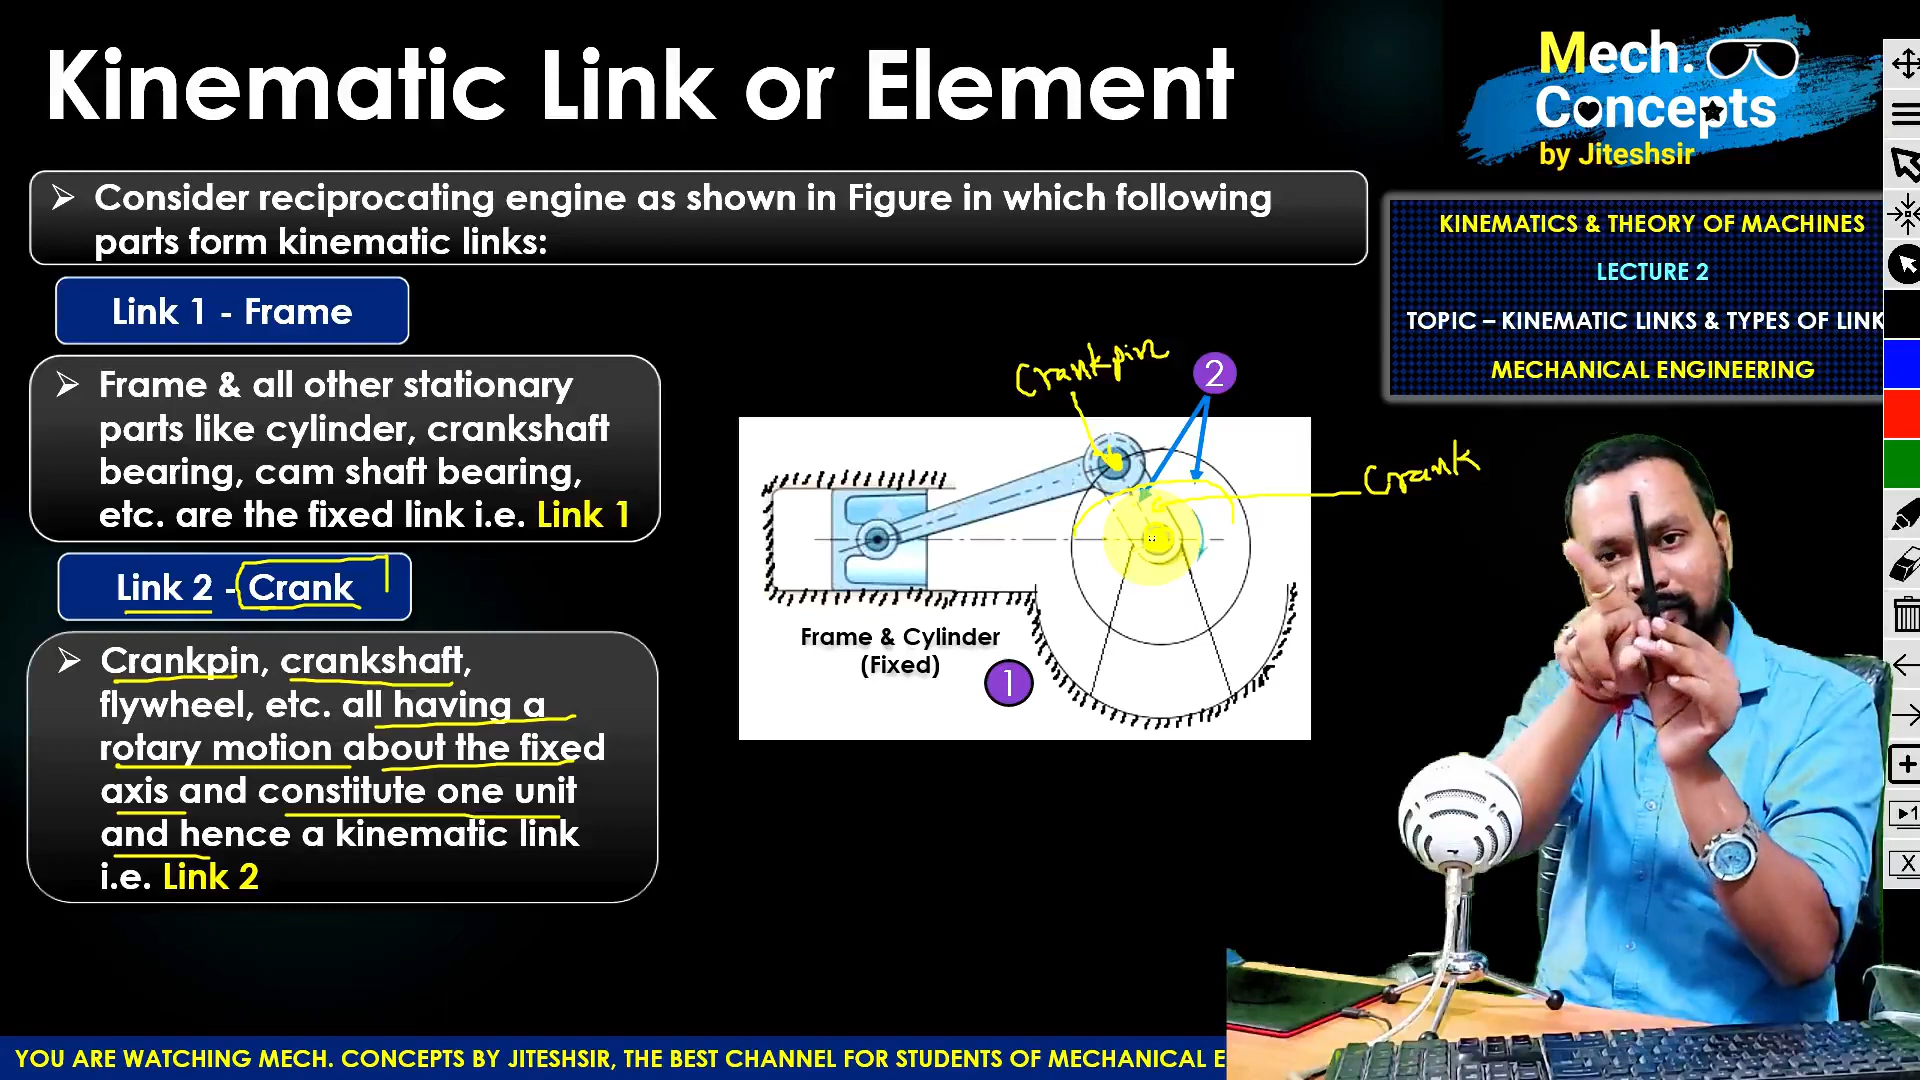 Kinematic Link or Element
Mech.
Concepts
by Jiteshsir
➢ Consider reciprocating engine as shown in Figure in which following
parts form kinematic links:
KINEMATICS & THEORY OF MACHINES
LECTURE 2
TOPIC – KINEMATIC LINKS & TYPES OF LINK
MECHANICAL ENGINEERING
Link 1 - Frame
➢ Frame & all other stationary
parts like cylinder, crankshaft
bearing, cam shaft bearing,
etc. are the fixed link i.e. Link 1
Link 2 - Crank
➢ Crankpin, crankshaft,
flywheel, etc. all having a
rotary motion about the fixed
axis and constitute one unit
and hence a kinematic link
i.e. Link 2
Crankpin
2
Crank
Frame & Cylinder
(Fixed)
1
1
X
YOU ARE WATCHING MECH. CONCEPTS BY JITESHSIR, THE BEST CHANNEL FOR STUDENTS OF MECHANICAL E